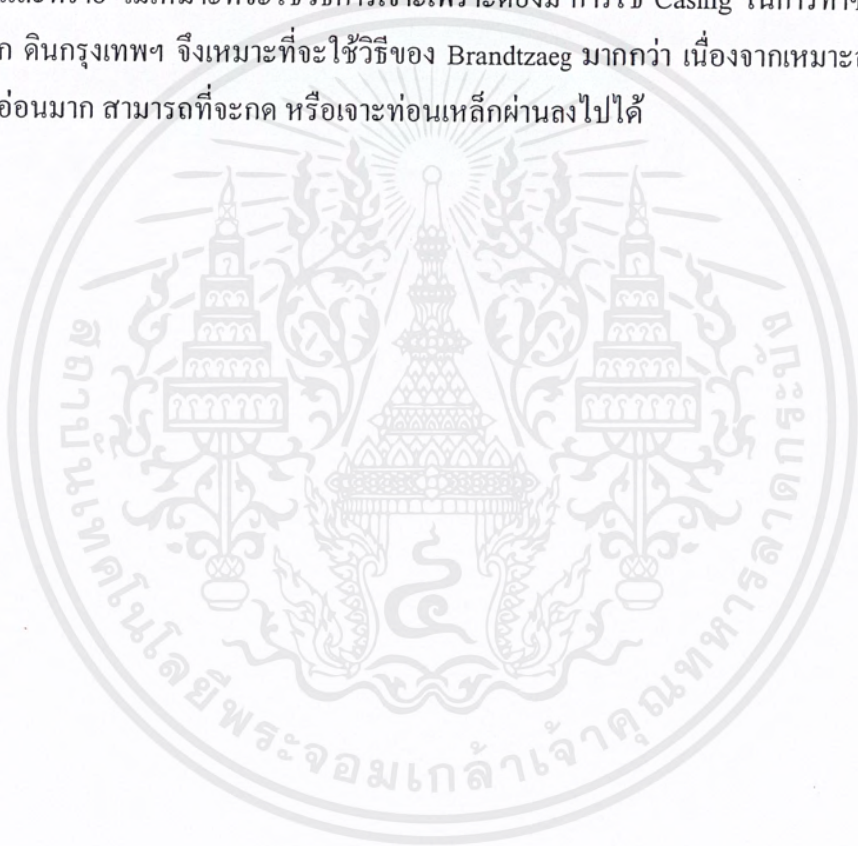 ไม่เหมาะที่จะใช้วิธีการเจาะเพราะต้องมี การใช้ Casing ในการทำ
ก ดินกรุงเทพฯ จึงเหมาะที่จะใช้วิธีของ Brandtzaeg มากกว่า เนื่องจากเหมาะ
อ่อนมาก สามารถที่จะกด หรือเจาะท่อนเหล็กผ่านลงไปได้
สถาบันเทคโนโลยีพระจอมเกล้าเจ้าคุณทหารลาดกระบัง